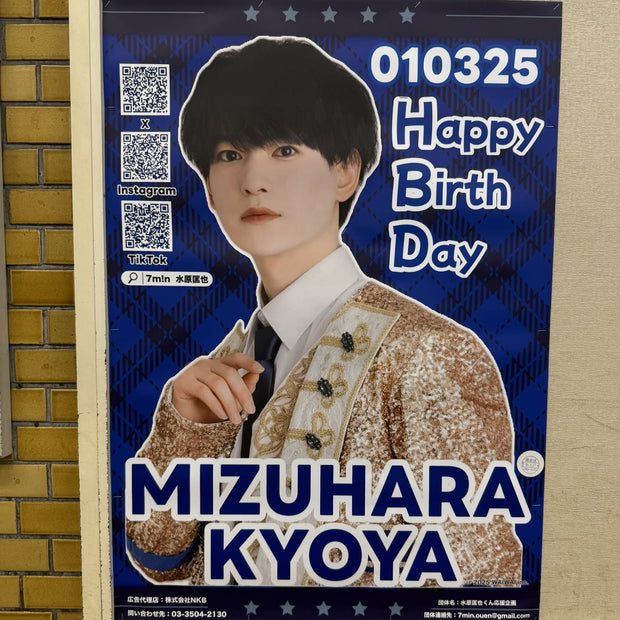 010325
Happy
Birth
Day
X
Instagram
TikTok
7m!n 水原匡也
MIZUHARA
KYOYA
広告代理店：株式会社NKB
問い合わせ先：03-3504-2130
団体名：水原匡也くん応援企画
団体連絡先：7min.ouen@gmail.com